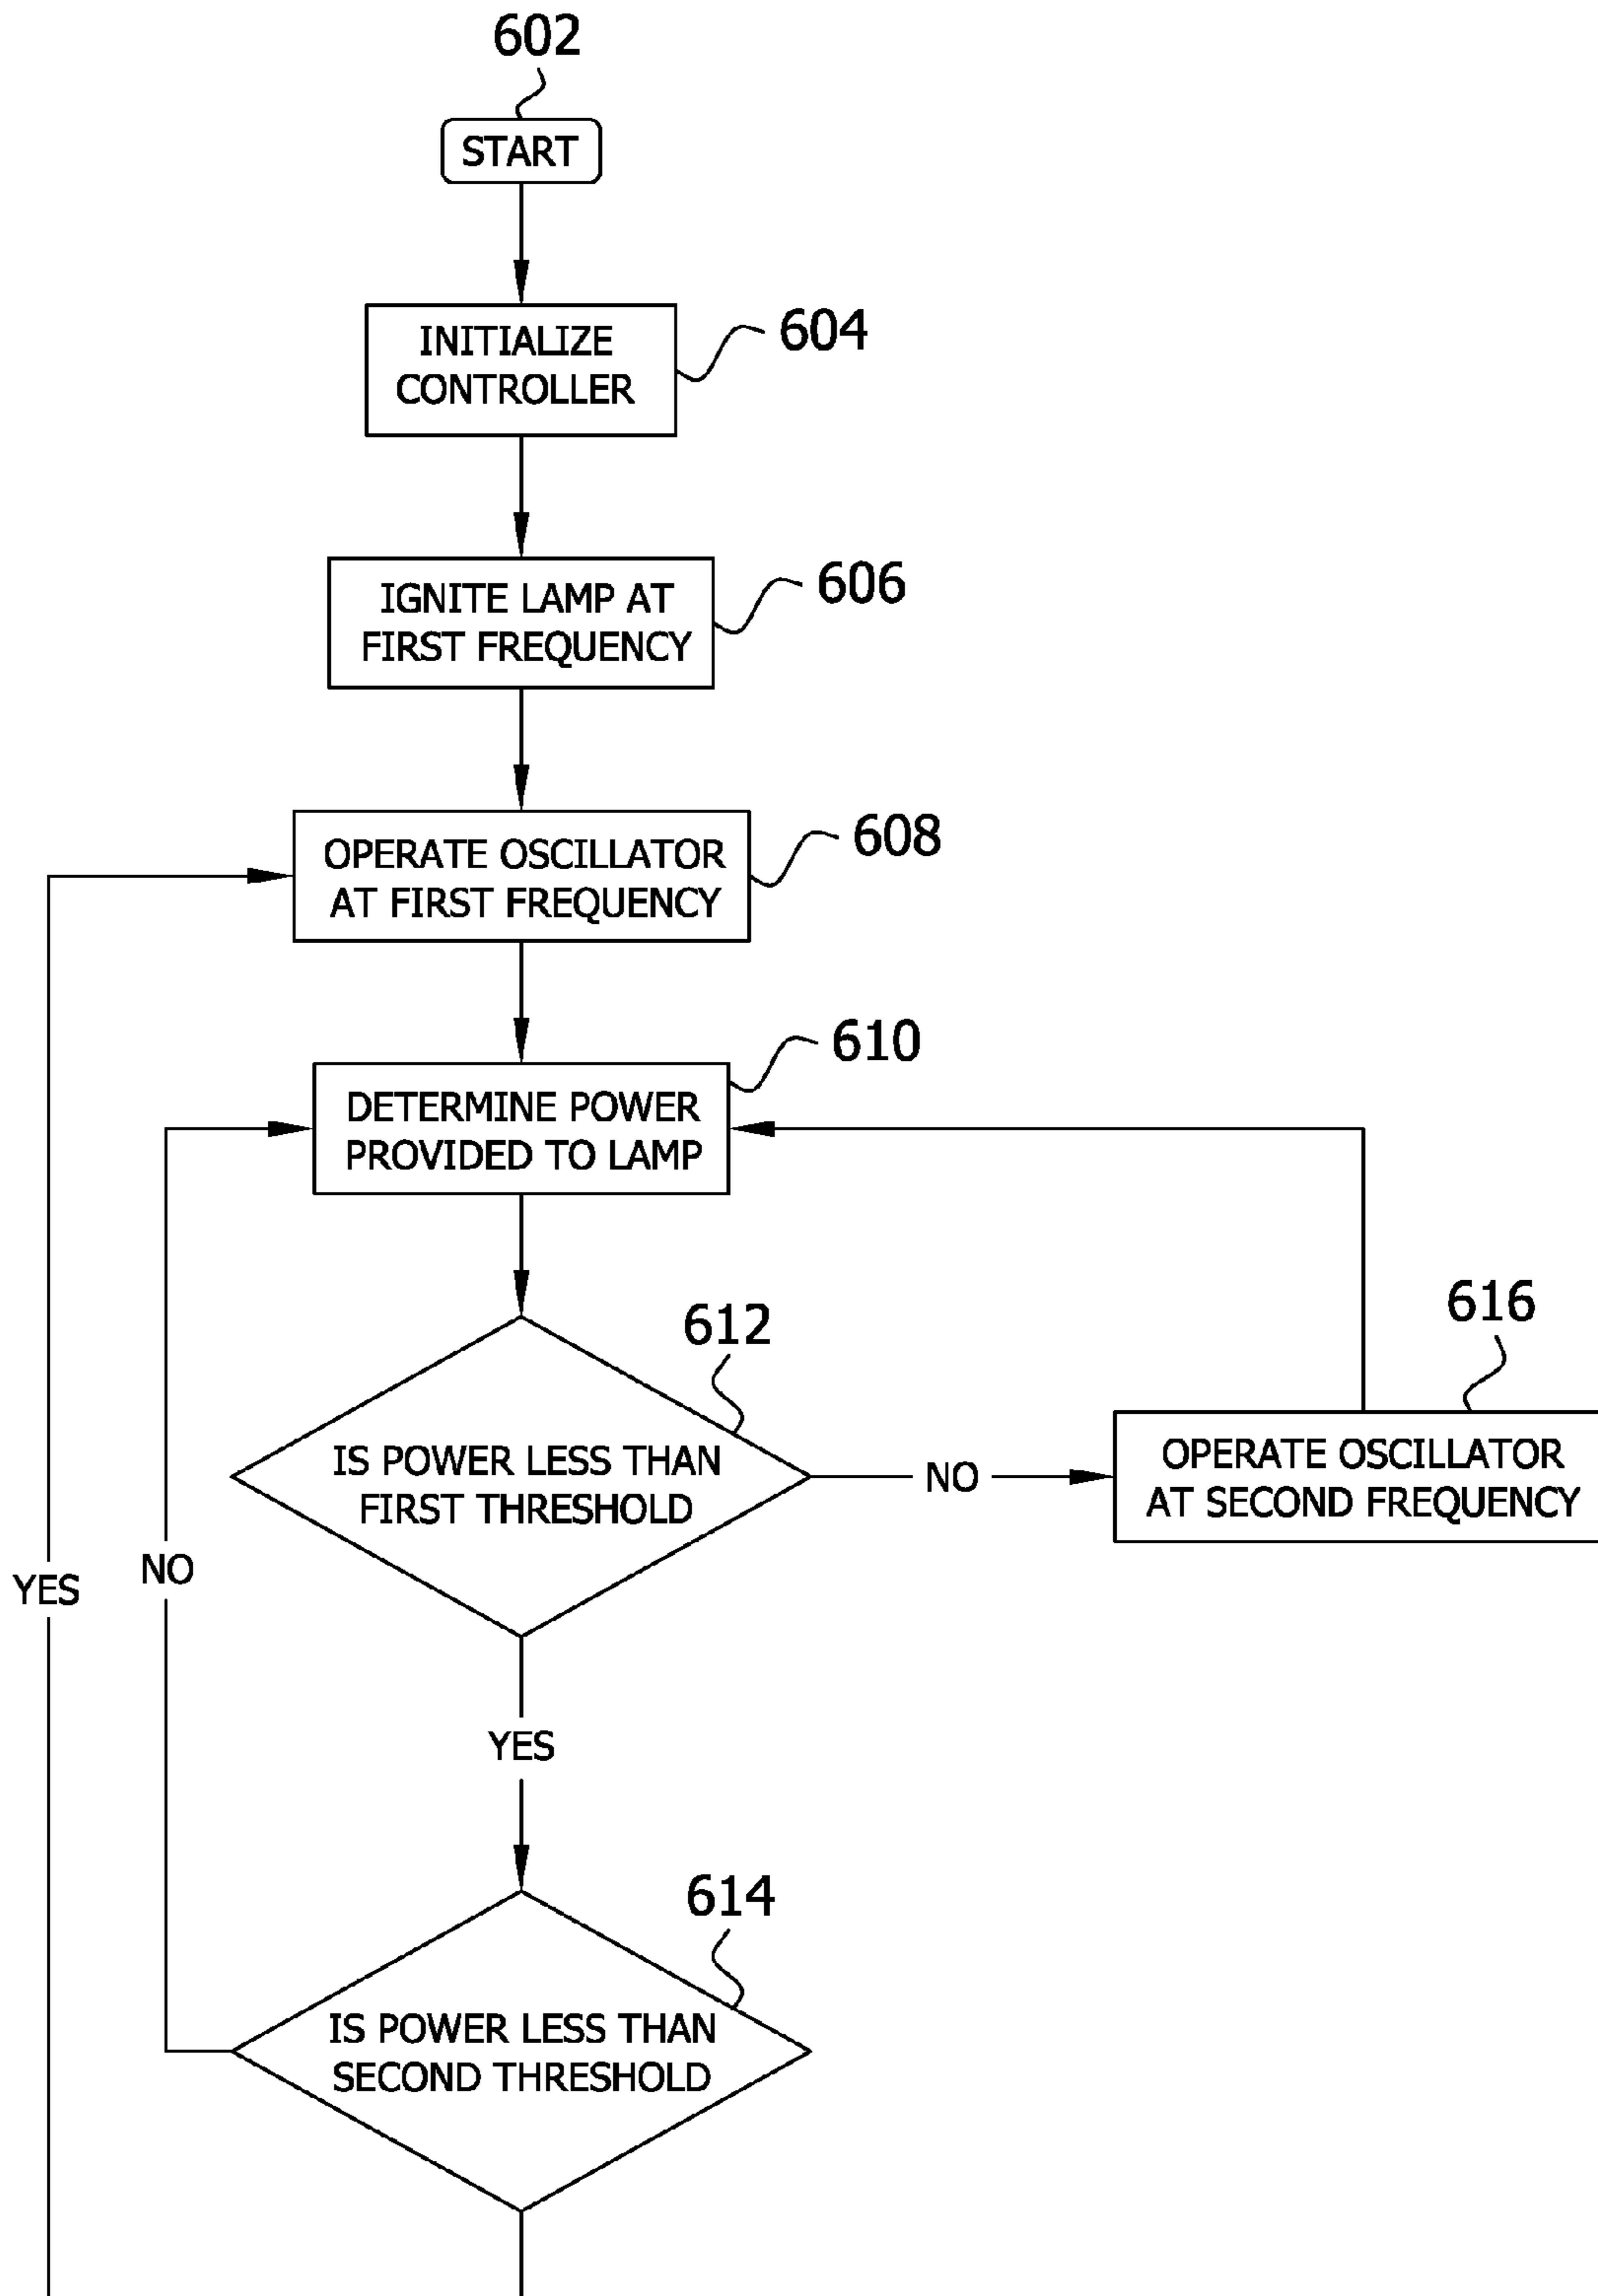 602
START
INITIALIZE
CONTROLLER
604
IGNITE LAMP AT
FIRST FREQUENCY
606
OPERATE OSCILLATOR
AT FIRST FREQUENCY
608
DETERMINE POWER
PROVIDED TO LAMP
610
IS POWER LESS THAN
FIRST THRESHOLD
612
NO
OPERATE OSCILLATOR
AT SECOND FREQUENCY
616
YES
NO
YES
IS POWER LESS THAN
SECOND THRESHOLD
614